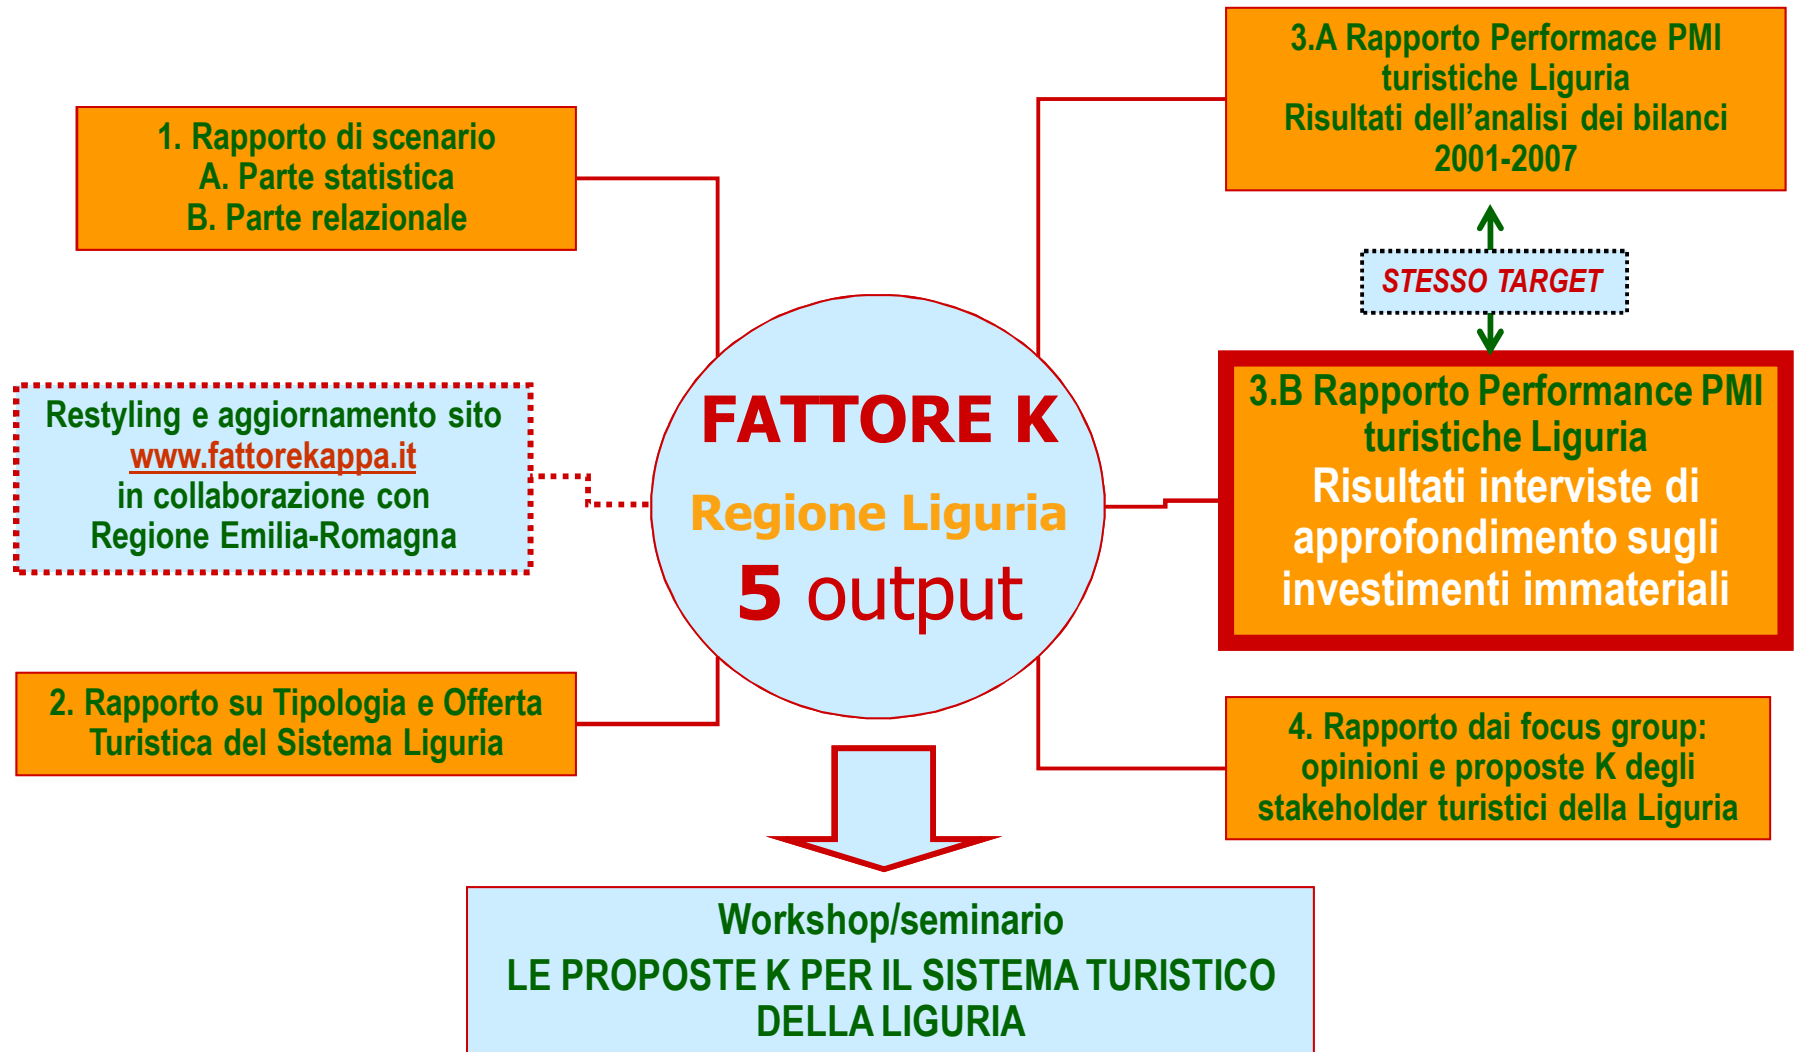 1. Rapporto di scenario
A. Parte statistica
B. Parte relazionale
Restyling e aggiornamento sito
www.fattorekappa.it
in collaborazione con
Regione Emilia-Romagna
2. Rapporto su Tipologia e Offerta
Turistica del Sistema Liguria
FATTORE K
Regione Liguria
5 output
3.A Rapporto Performace PMI
turistiche Liguria
Risultati dell’analisi dei bilanci
2001-2007
STESSO TARGET
3.B Rapporto Performance PMI
turistiche Liguria
Risultati interviste di
approfondimento sugli
investimenti immateriali
4. Rapporto dai focus group:
opinioni e proposte K degli
stakeholder turistici della Liguria
Workshop/seminario
LE PROPOSTE K PER IL SISTEMA TURISTICO
DELLA LIGURIA